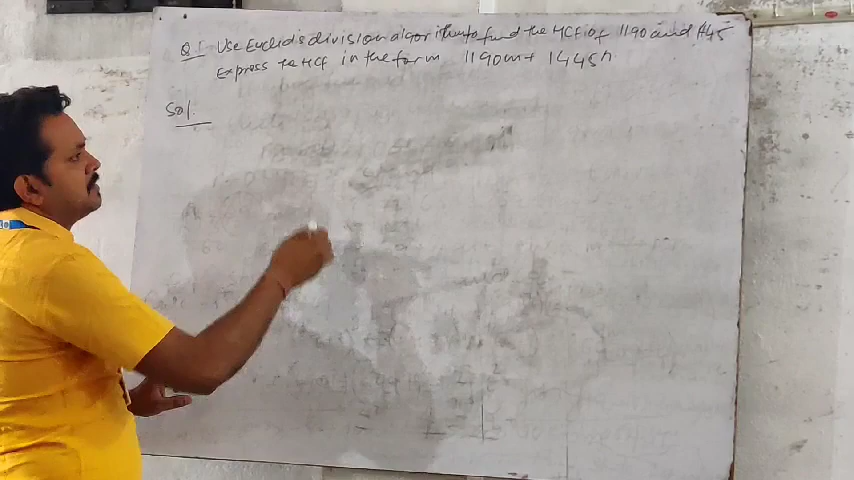 Q 1 Use Euclid's division algorithm to find the HCF of 1190 and 1445
Express the HCF in the form 1190m + 1445n.
Sol.